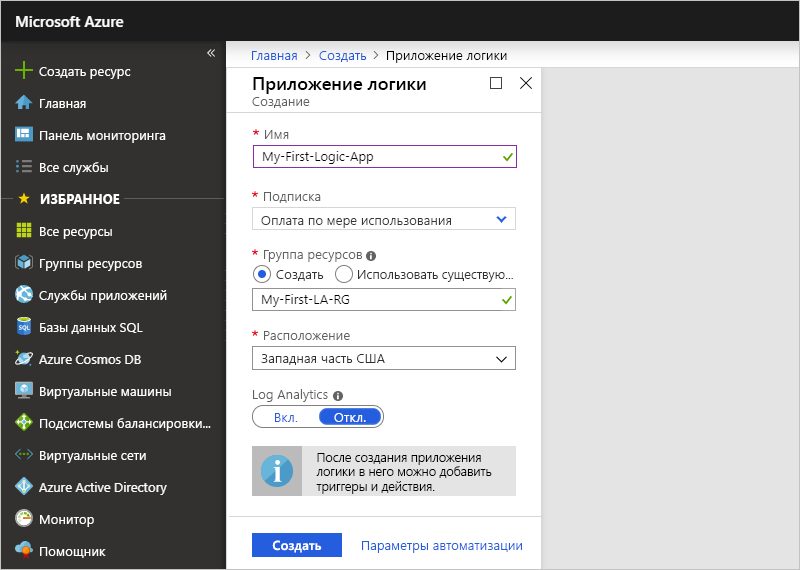 Microsoft Azure
«
Создать ресурс
Главная
Панель мониторинга
Все службы
ИЗБРАННОЕ
Все ресурсы
Группы ресурсов
Службы приложений
SQL
Базы данных SQL
Azure Cosmos DB
Виртуальные машины
Подсистемы балансировки...
Виртуальные сети
Azure Active Directory
Монитор
Помощник
Главная > Создать > Приложение логики
Приложение логики
Создание
* Имя
My-First-Logic-App
* Подписка
Оплата по мере использования
* Группа ресурсов
Создать Использовать существую...
My-First-LA-RG
* Расположение
Западная часть США
Log Analytics
Вкл. Откл.
После создания приложения
логики в него можно добавить
триггеры и действия.
Создать Параметры автоматизации